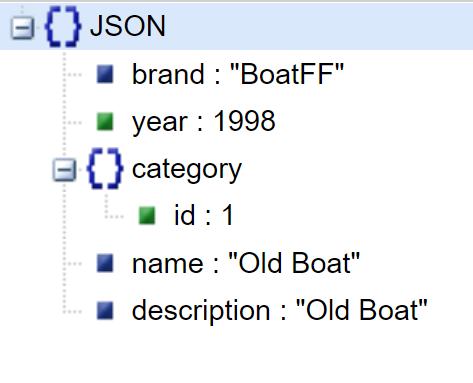 JSON
brand : "BoatFF"
year : 1998
category
id : 1
name : "Old Boat"
description : "Old Boat"